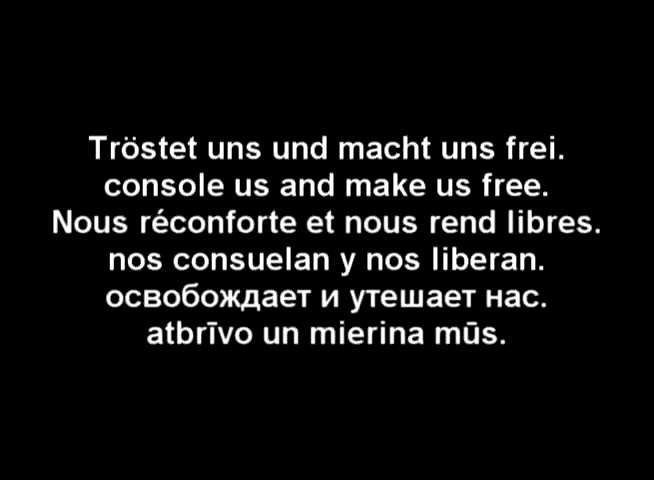 Tröstet uns und macht uns frei.
console us and make us free.
Nous réconforte et nous rend libres.
nos consuelan y nos liberan.
освобождает и утешает нас.
atbrīvo un mierina mūs.